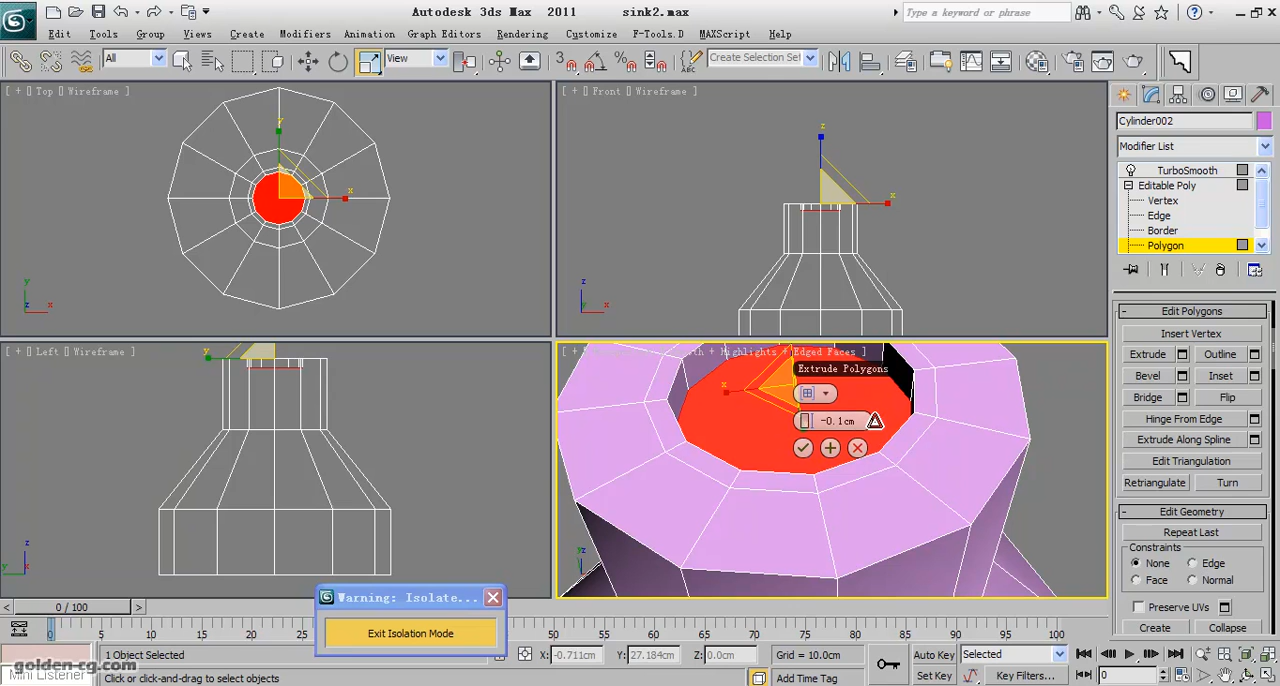 Autodesk 3ds Max 2011 sink2.max
Type a keyword or phrase
Edit Tools Group Views Create Modifiers Animation Graph Editors Rendering Customize F-Tools.D MAXScript Help
All View Create Selection Set
[ + ] Top [] Wireframe ]
[ + ] Front [] Wireframe ]
y
x
z
x
Cylinder002
Modifier List
TurboSmooth
Editable Poly
Vertex
Edge
Border
Polygon
y
z x
z
y x
Edit Polygons
Insert Vertex
Extrude Outline
Bevel Inset
Bridge Flip
Hinge From Edge
Extrude Along Spline
Edit Triangulation
Retriangulate Turn
[ + ] Left [] Wireframe ]
y
z
y x
+ Highlights + Edged Faces ]
Extrude Polygons
x
-0.1cm
Edit Geometry
Repeat Last
Constraints
None Edge
Face Normal
Preserve UVs
Create Collapse
0 / 100
Warning: Isolate...
Exit Isolation Mode
0 5 10 15 20 25 50 55 60 65 70 75 80 85 90 95 100
1 Object Selected
X: -0.711cm Y: 27.184cm Z: 0.0cm Grid = 10.0cm
Auto Key Selected
Click or click-and-drag to select objects
Add Time Tag
Set Key Key Filters... 0
Mini Listener
golden-cg.com